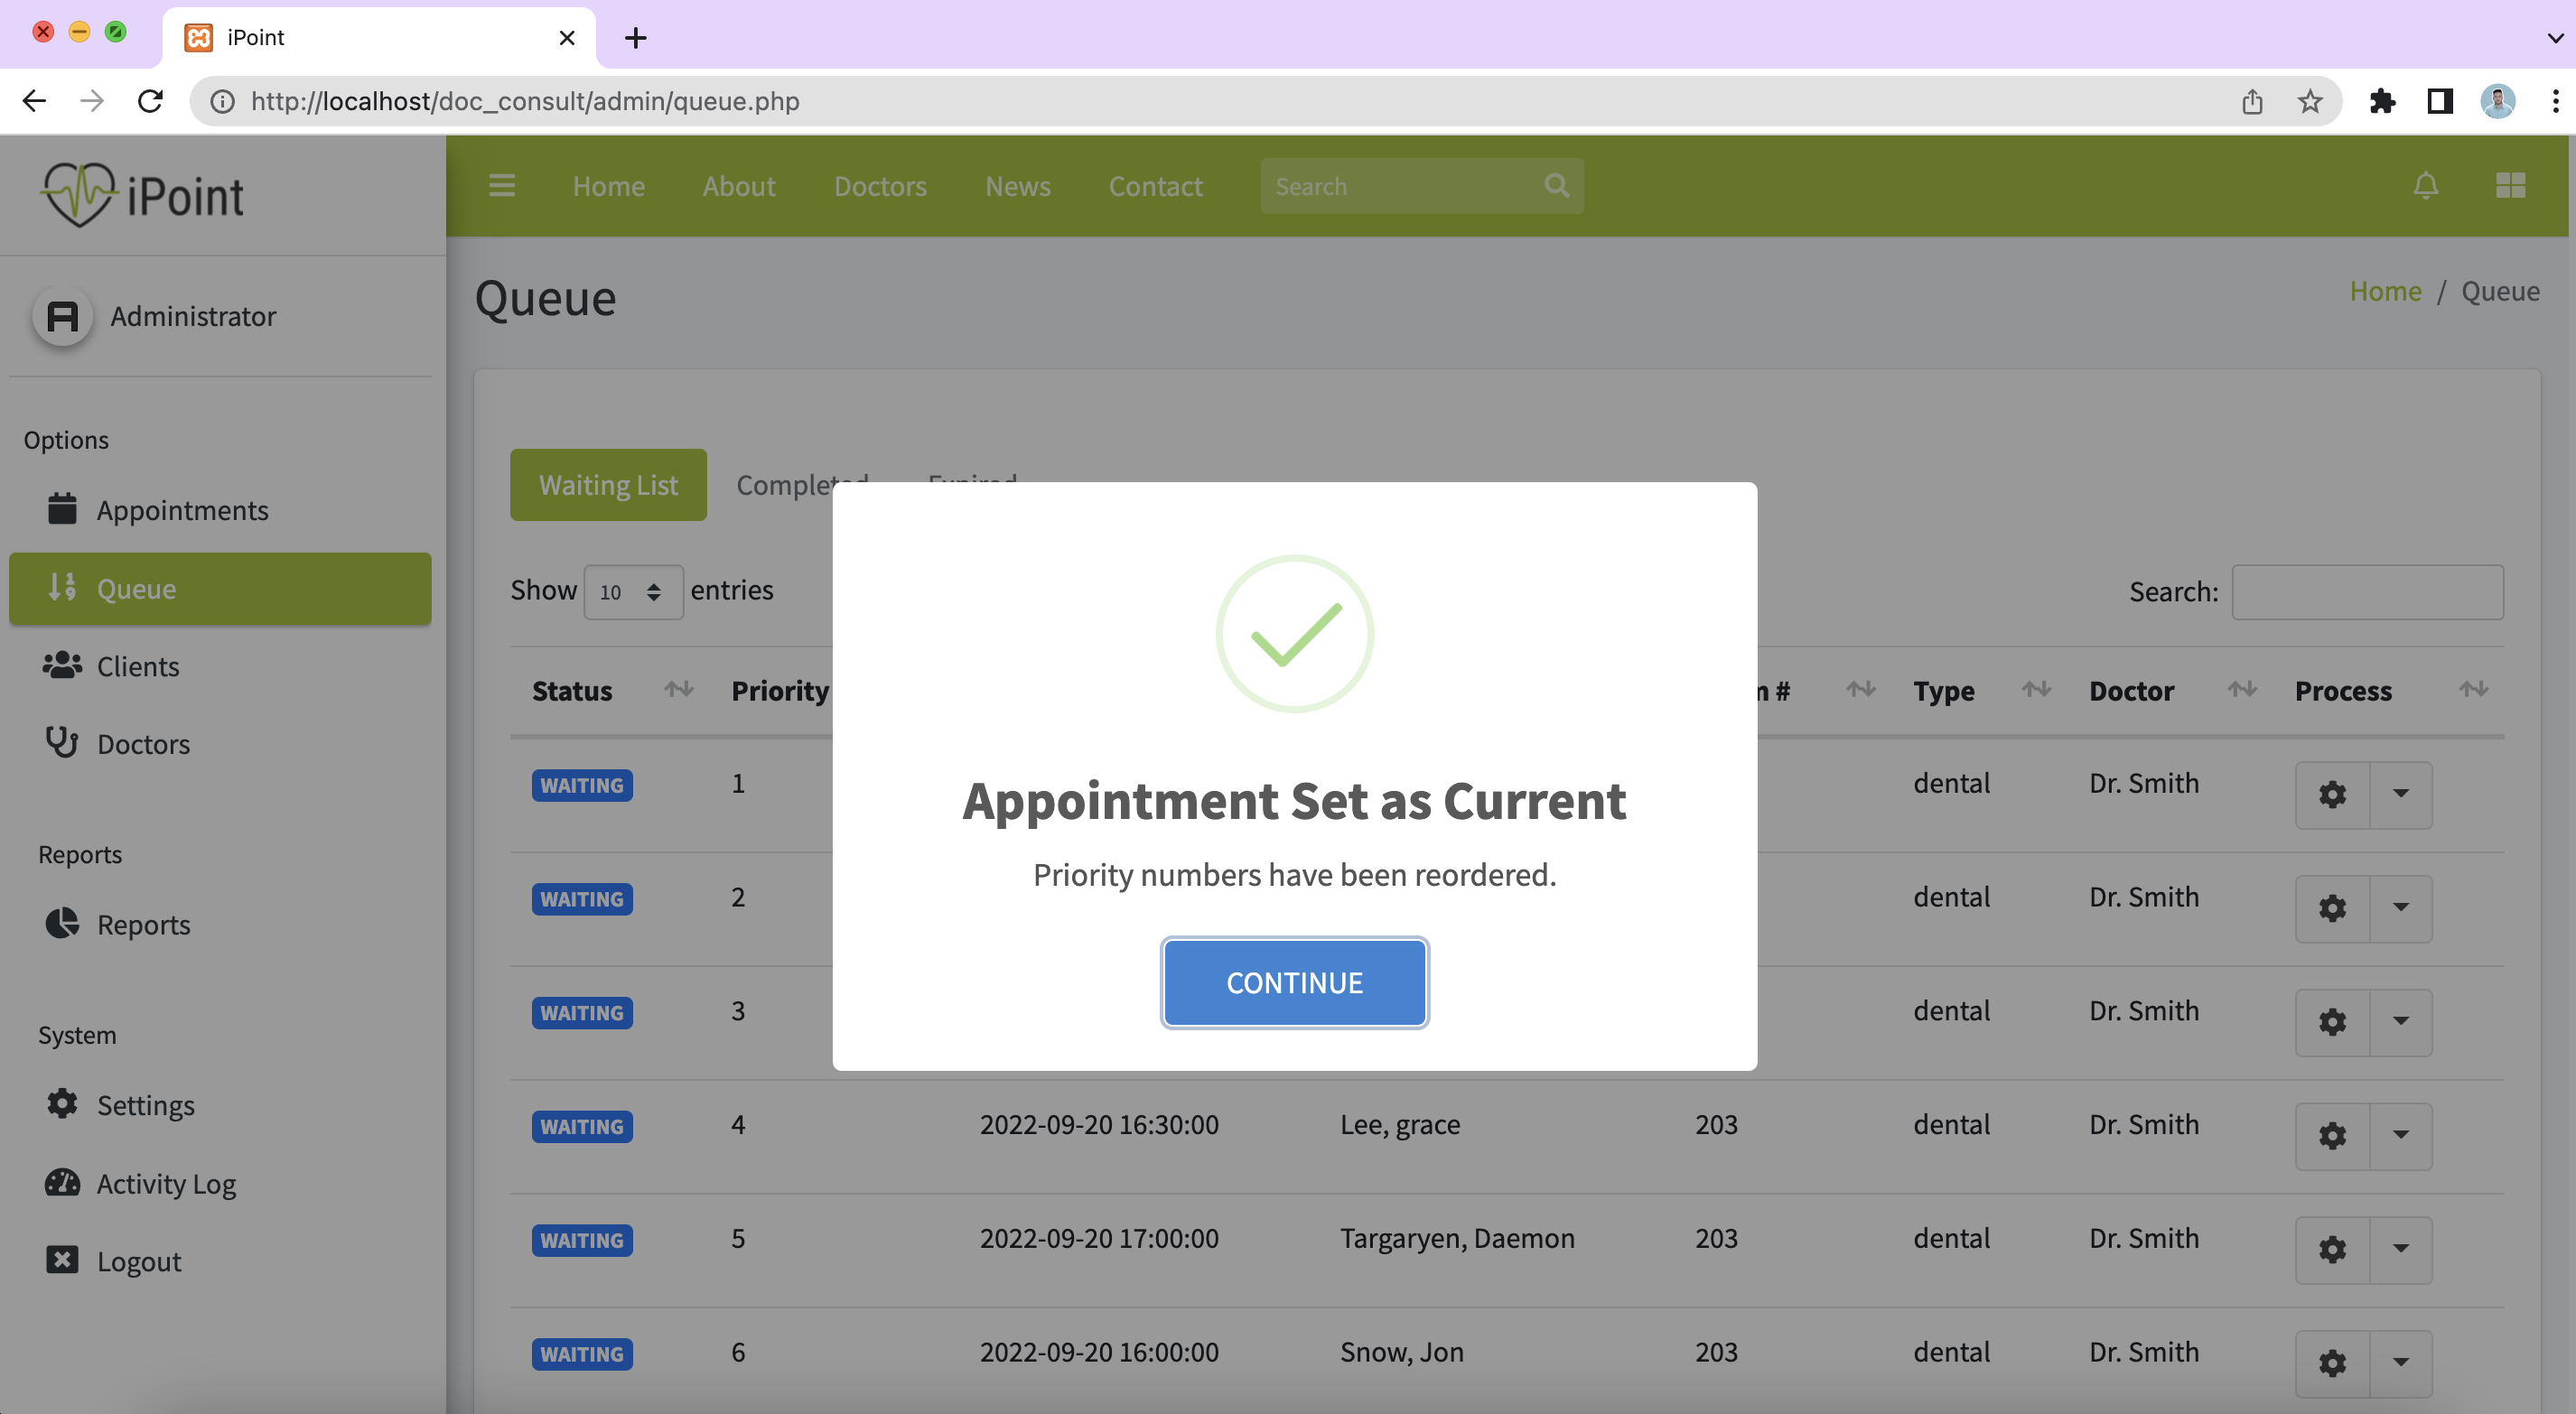 iPoint
http://localhost/doc_consult/admin/queue.php
iPoint
Home About Doctors News Contact Search
Administrator
Queue
Home / Queue
Options
Appointments
Queue
Clients
Doctors
Reports
Reports
System
Settings
Activity Log
Logout
Waiting List Completed Expired
Show 10 entries
Search:
Status Priority # Type Doctor Process
WAITING 1 dental Dr. Smith
WAITING 2 dental Dr. Smith
WAITING 3 dental Dr. Smith
WAITING 4 2022-09-20 16:30:00 Lee, grace 203 dental Dr. Smith
WAITING 5 2022-09-20 17:00:00 Targaryen, Daemon 203 dental Dr. Smith
WAITING 6 2022-09-20 16:00:00 Snow, Jon 203 dental Dr. Smith
Appointment Set as Current
Priority numbers have been reordered.
CONTINUE